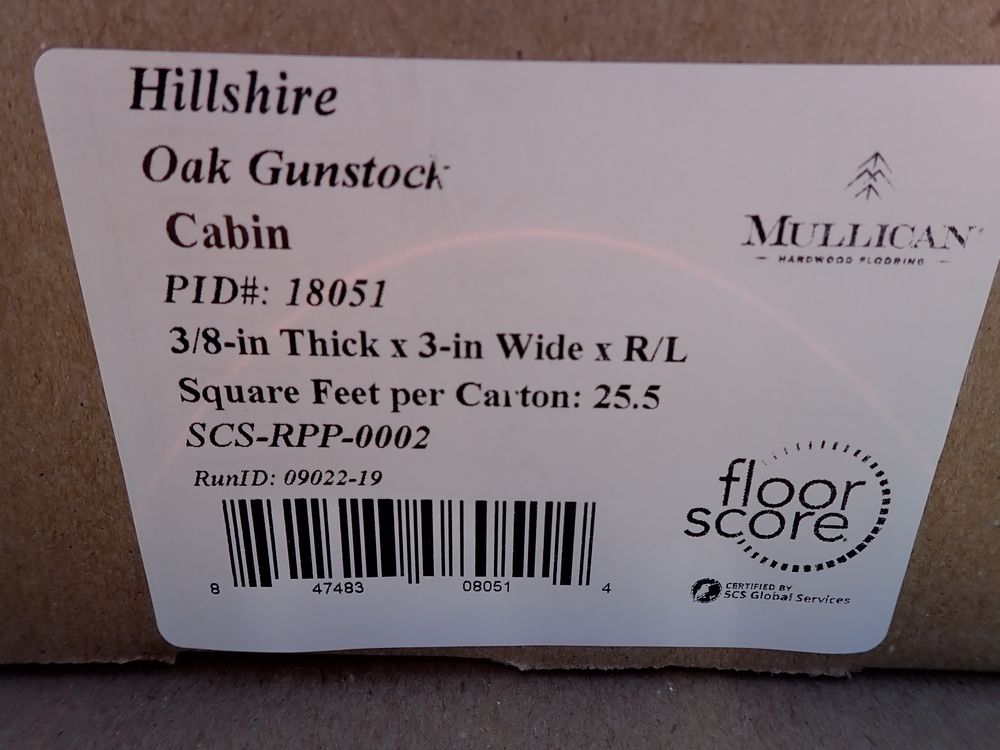 Hillshire
Oak Gunstock
Cabin
PID#: 18051
3/8-in Thick x 3-in Wide x R/L
Square Feet per Carton: 25.5
SCS-RPP-0002
RunID: 09022-19
8 47483 08051 4
MULLICAN
HARDWOOD FLOORING
floor
score
CERTIFIED BY
SCS Global Services